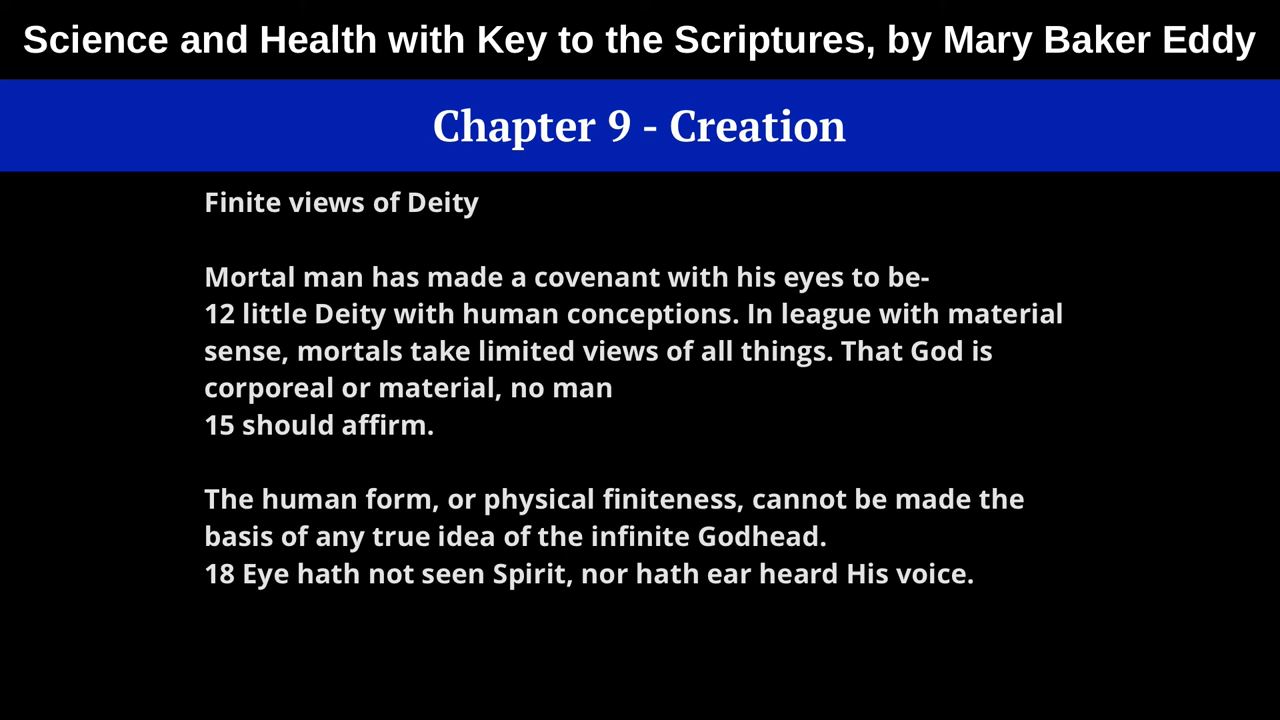 Science and Health with Key to the Scriptures, by Mary Baker Eddy
Chapter 9 - Creation
Finite views of Deity
Mortal man has made a covenant with his eyes to be-
12 little Deity with human conceptions. In league with material
sense, mortals take limited views of all things. That God is
corporeal or material, no man
15 should affirm.
The human form, or physical finiteness, cannot be made the
basis of any true idea of the infinite Godhead.
18 Eye hath not seen Spirit, nor hath ear heard His voice.